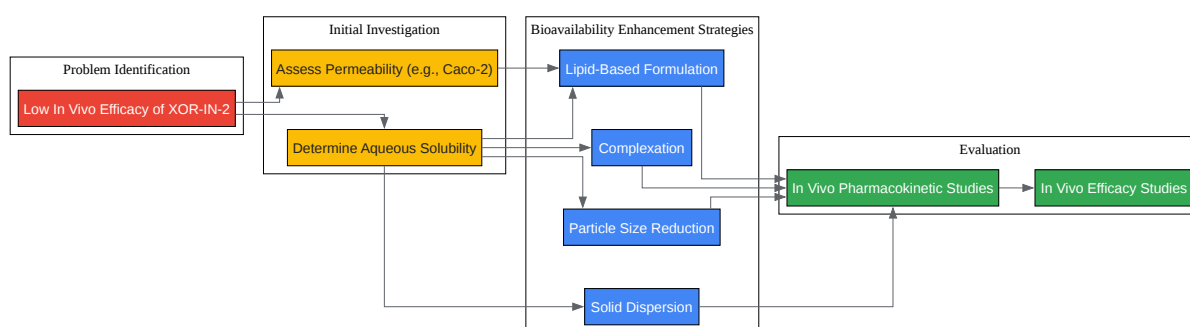 Problem Identification
Low In Vivo Efficacy of XOR-IN-2
Initial Investigation
Assess Permeability (e.g., Caco-2)
Determine Aqueous Solubility
Bioavailability Enhancement Strategies
Lipid-Based Formulation
Complexation
Particle Size Reduction
Solid Dispersion
Evaluation
In Vivo Pharmacokinetic Studies
In Vivo Efficacy Studies